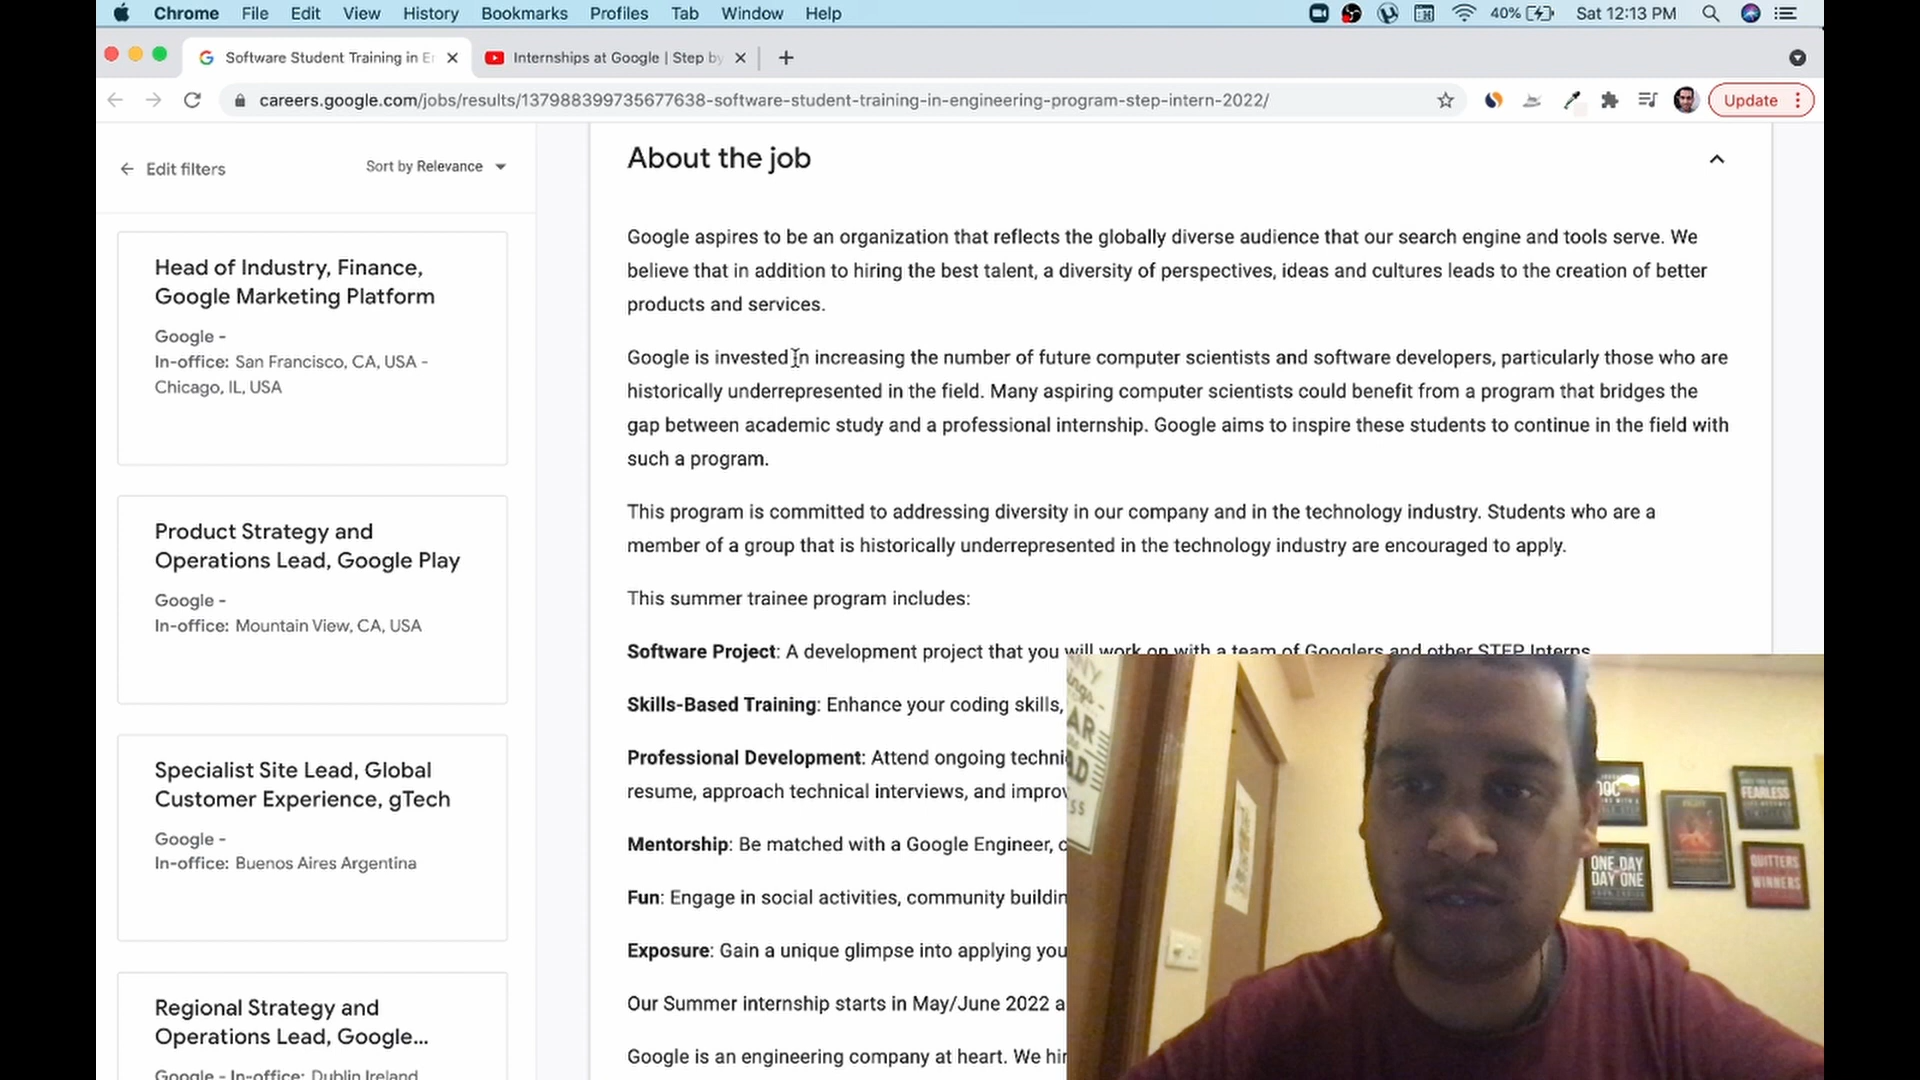 Chrome File Edit View History Bookmarks Profiles Tab Window Help 40% Sat 12:13 PM
Software Student Training in E
Internships at Google | Step by
careers.google.com/jobs/results/137988399735677638-software-student-training-in-engineering-program-step-intern-2022/
Update
Edit filters
Sort by Relevance
Head of Industry, Finance,
Google Marketing Platform
Google -
In-office: San Francisco, CA, USA -
Chicago, IL, USA
Product Strategy and
Operations Lead, Google Play
Google -
In-office: Mountain View, CA, USA
Specialist Site Lead, Global
Customer Experience, gTech
Google -
In-office: Buenos Aires Argentina
Regional Strategy and
Operations Lead, Google...
Google - In-office: Dublin Ireland
About the job
Google aspires to be an organization that reflects the globally diverse audience that our search engine and tools serve. We
believe that in addition to hiring the best talent, a diversity of perspectives, ideas and cultures leads to the creation of better
products and services.
Google is invested in increasing the number of future computer scientists and software developers, particularly those who are
historically underrepresented in the field. Many aspiring computer scientists could benefit from a program that bridges the
gap between academic study and a professional internship. Google aims to inspire these students to continue in the field with
such a program.
This program is committed to addressing diversity in our company and in the technology industry. Students who are a
member of a group that is historically underrepresented in the technology industry are encouraged to apply.
This summer trainee program includes:
Software Project: A development project that you will work on with a team of Googlers and other STEP Interns.
Skills-Based Training: Enhance your coding skills,
Professional Development: Attend ongoing techni
resume, approach technical interviews, and improv
Mentorship: Be matched with a Google Engineer,
Fun: Engage in social activities, community buildin
Exposure: Gain a unique glimpse into applying you
Our Summer internship starts in May/June 2022 a
Google is an engineering company at heart. We hir
FEARLESS
ONE DAY
DAY ONE
QUITTERS
WINNERS